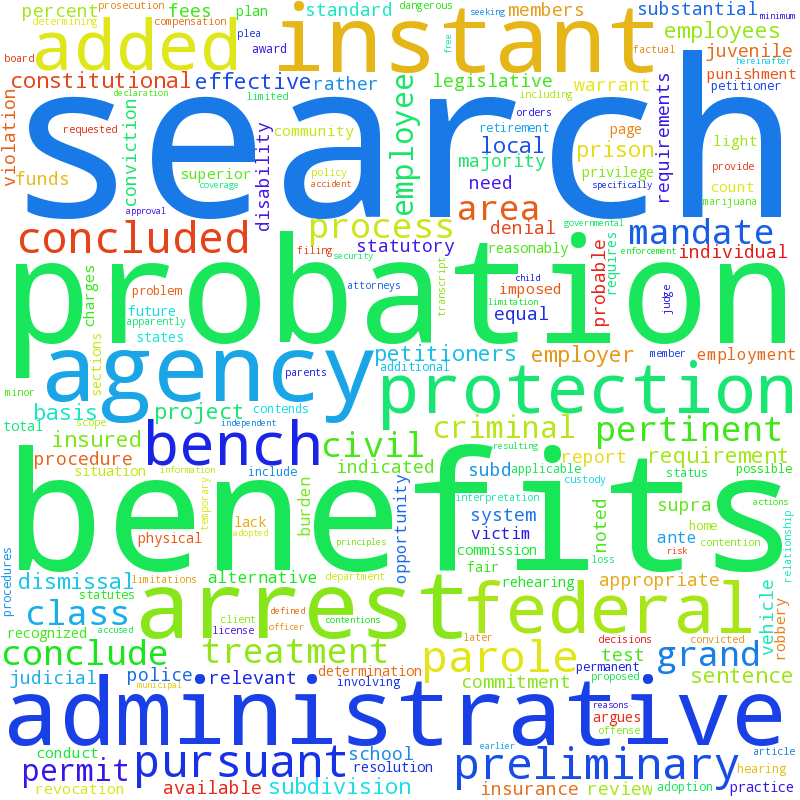 percent
fees
plan
determining
prosecution
compensation
plea
award
standard
members
dangerous
seeking
minimum
substantial
employees
free
factual
board
added
instant
juvenile
hereinafter
punishment
petitioner
constitutional
effective
rather
legislative
warrant
declaration
limited
including
orders
violation
funds
requested
conviction
search
community
employee
retirement
local
page
prison
requirements
light
majority
privilege
provide
superior
coverage
policy
accident
disability
need
specifically
count
marijuana
approval
area
concluded
process
denial
governmental
mandate
filing
security
statutory
reasonably
enforcement
individual
charges
probation
problem
attorneys
transcript
child
imposed
limitation
probable
requires
judge
future
apparently
states
equal
sections
agency
petitioners
additional
employer
member
employment
parents
minor
protection
total
scope
basis
project
contends
independent
bench
civil
criminal
pertinent
insured
procedure
situation
information
include
indicated
resulting
subd
applicable
report
requirement
status
possible
benefits
temporary
lack
adopted
burden
opportunity
interpretation
custody
system
victim
commission
fair
noted
supra
ante
home
contention
actions
risk
loss
relationship
physical
principles
procedures
dismissal
limitations
alternative
department
rehearing
appropriate
statutes
class
arrest
federal
vehicle
robbery
recognized
accused
client
contentions
defined
license
officer
later
decisions
convicted
conclude
treatment
parole
test
grand
judicial
police
relevant
determination
permanent
proposed
sentence
municipal
involving
commitment
administrative
reasons
argues
offense
conduct
school
earlier
article
permit
pursuant
resolution
preliminary
hearing
revocation
available
subdivision
insurance
review
adoption
practice